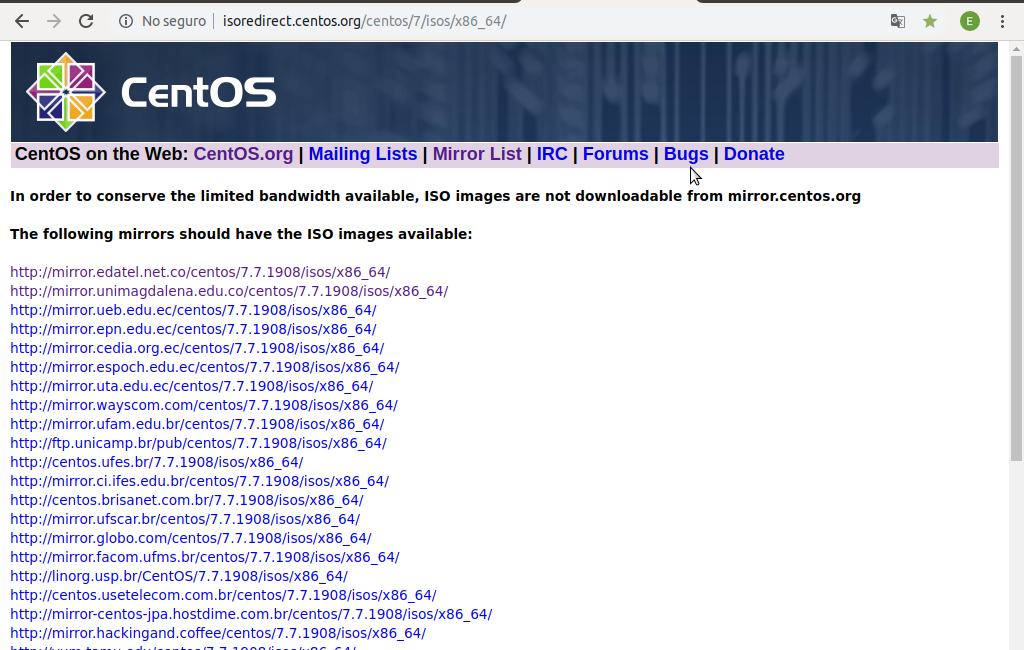 No seguro
isoredirect.centos.org/centos/7/isos/x86_64/
E
CentOS
CentOS on the Web: CentOS.org | Mailing Lists | Mirror List | IRC | Forums | Bugs | Donate
In order to conserve the limited bandwidth available, ISO images are not downloadable from mirror.centos.org
The following mirrors should have the ISO images available:
http://mirror.edatel.net.co/centos/7.7.1908/isos/x86_64/
http://mirror.unimagdalena.edu.co/centos/7.7.1908/isos/x86_64/
http://mirror.ueb.edu.ec/centos/7.7.1908/isos/x86_64/
http://mirror.epn.edu.ec/centos/7.7.1908/isos/x86_64/
http://mirror.cedia.org.ec/centos/7.7.1908/isos/x86_64/
http://mirror.espoch.edu.ec/centos/7.7.1908/isos/x86_64/
http://mirror.uta.edu.ec/centos/7.7.1908/isos/x86_64/
http://mirror.wayscom.com/centos/7.7.1908/isos/x86_64/
http://mirror.ufam.edu.br/centos/7.7.1908/isos/x86_64/
http://ftp.unicamp.br/pub/centos/7.7.1908/isos/x86_64/
http://centos.ufes.br/7.7.1908/isos/x86_64/
http://mirror.ci.ifes.edu.br/centos/7.7.1908/isos/x86_64/
http://centos.brisanet.com.br/7.7.1908/isos/x86_64/
http://mirror.ufscar.br/centos/7.7.1908/isos/x86_64/
http://mirror.globo.com/centos/7.7.1908/isos/x86_64/
http://mirror.facom.ufms.br/centos/7.7.1908/isos/x86_64/
http://linorg.usp.br/CentOS/7.7.1908/isos/x86_64/
http://centos.usetelecom.com.br/centos/7.7.1908/isos/x86_64/
http://mirror-centos-jpa.hostdime.com.br/centos/7.7.1908/isos/x86_64/
http://mirror.hackingand.coffee/centos/7.7.1908/isos/x86_64/